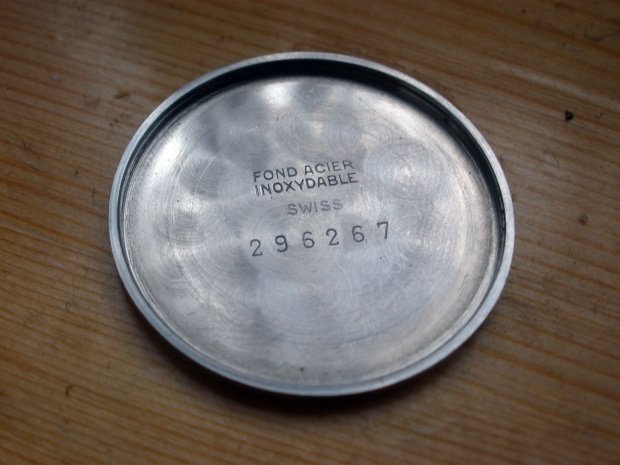 FOND ACIER
INOXYDABLE
SWISS
296267